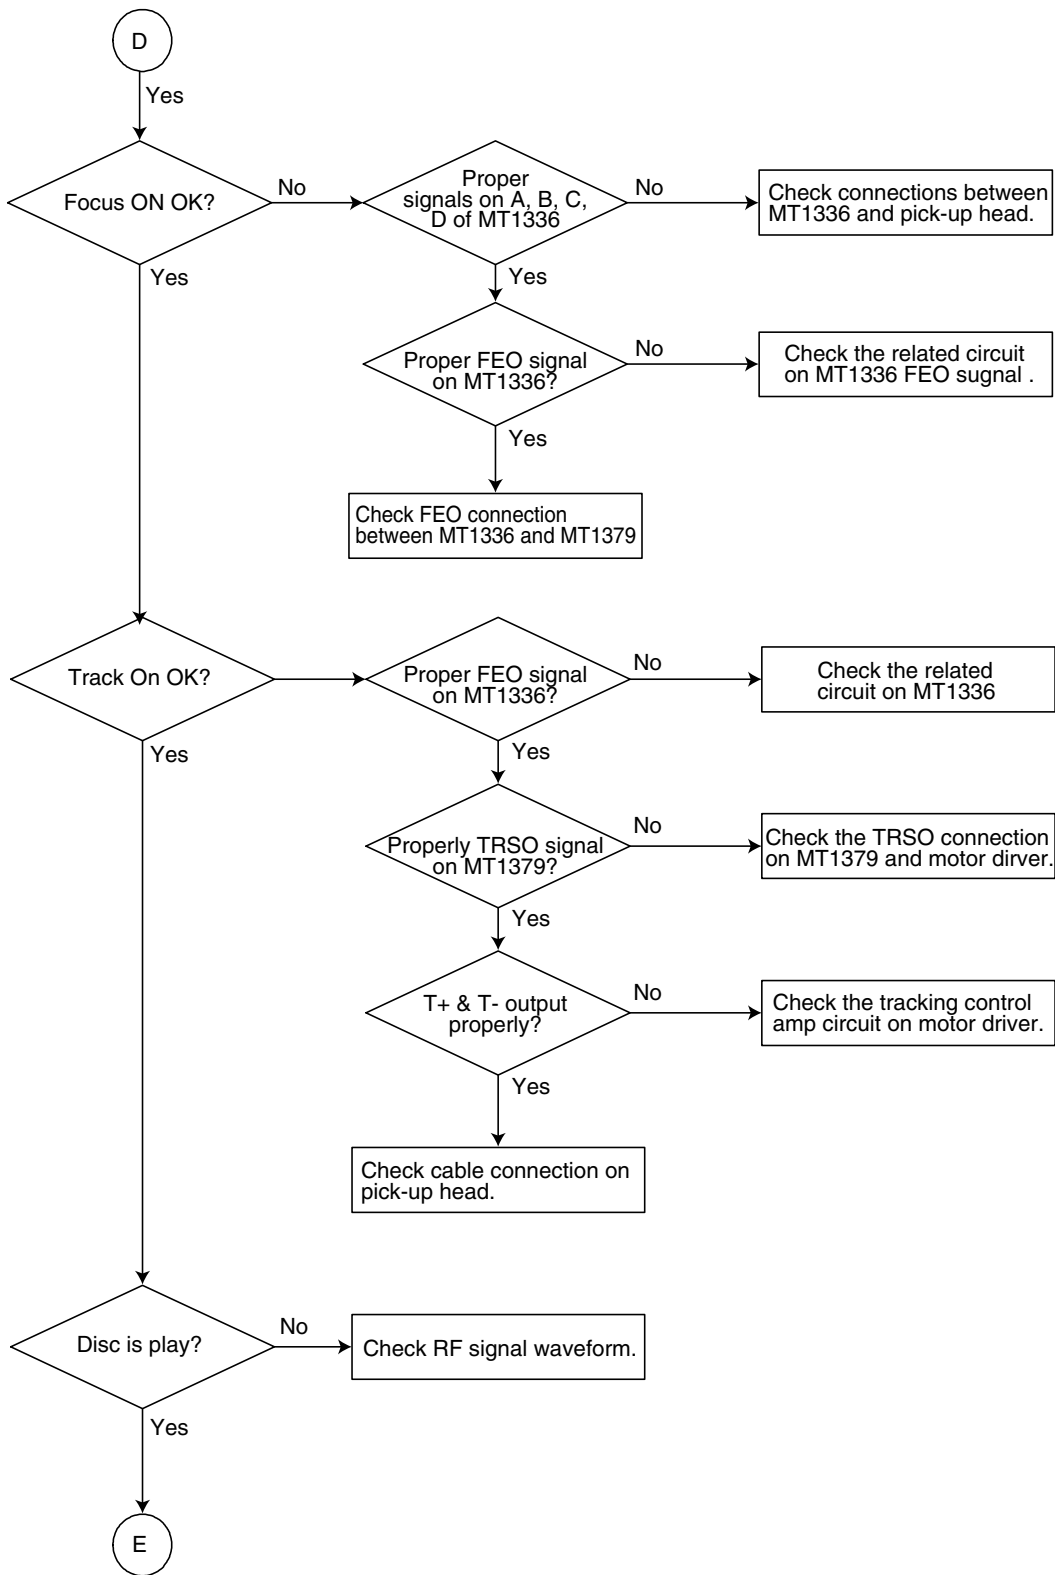 D
Yes
Focus ON OK?
No
Proper
signals on A, B, C,
D of MT1336
No
Check connections between
MT1336 and pick-up head.
Yes
Yes
Proper FEO signal
on MT1336?
No
Check the related circuit
on MT1336 FEO sugnal .
Yes
Check FEO connection
between MT1336 and MT1379
Track On OK?
Proper FEO signal
on MT1336?
No
Check the related
circuit on MT1336
Yes
Yes
Properly TRSO signal
on MT1379?
No
Check the TRSO connection
on MT1379 and motor dirver.
Yes
T+ & T- output
properly?
No
Check the tracking control
amp circuit on motor driver.
Yes
Check cable connection on
pick-up head.
Disc is play?
No
Check RF signal waveform.
Yes
E